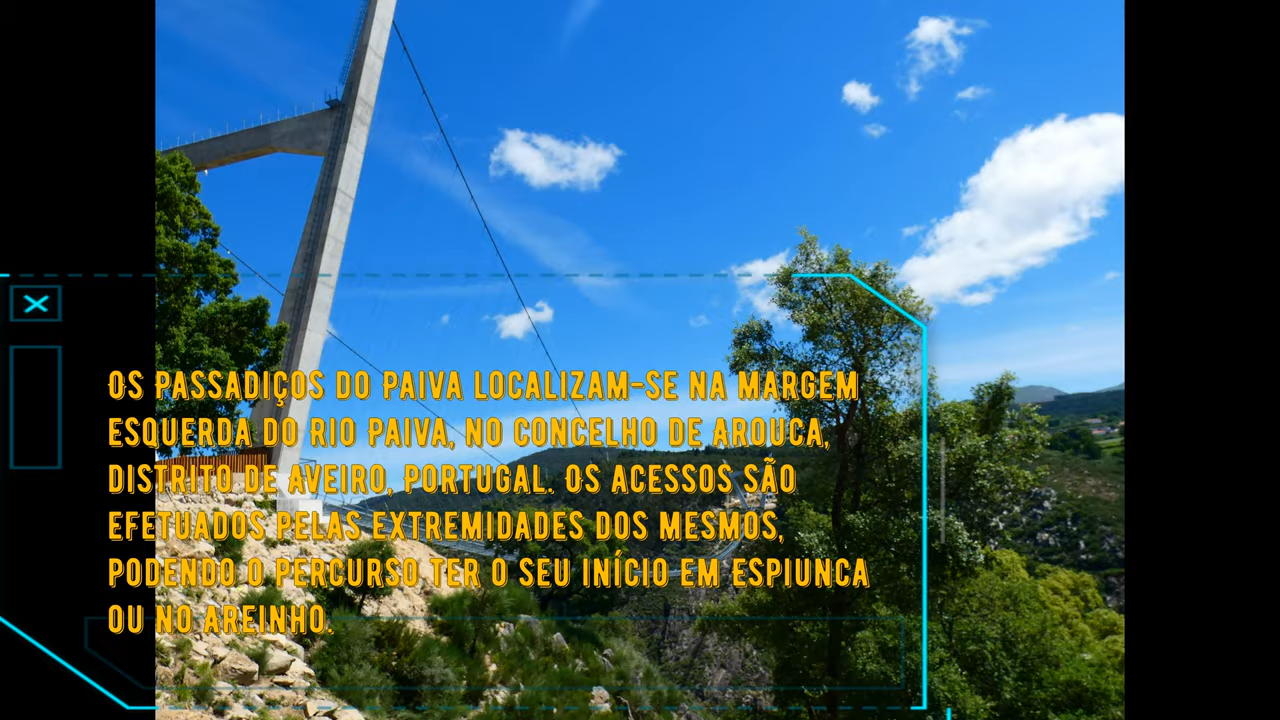 OS PASSADIÇOS DO PAIVA LOCALIZAM-SE NA MARGEM
ESQUERDA DO RIO PAIVA, NO CONCELHO DE AROUCA,
DISTRITO DE AVEIRO, PORTUGAL. OS ACESSOS SÃO
EFETUADOS PELAS EXTREMIDADES DOS MESMOS,
PODENDO O PERCURSO TER O SEU INÍCIO EM ESPIUNCA
OU NO AREINHO.